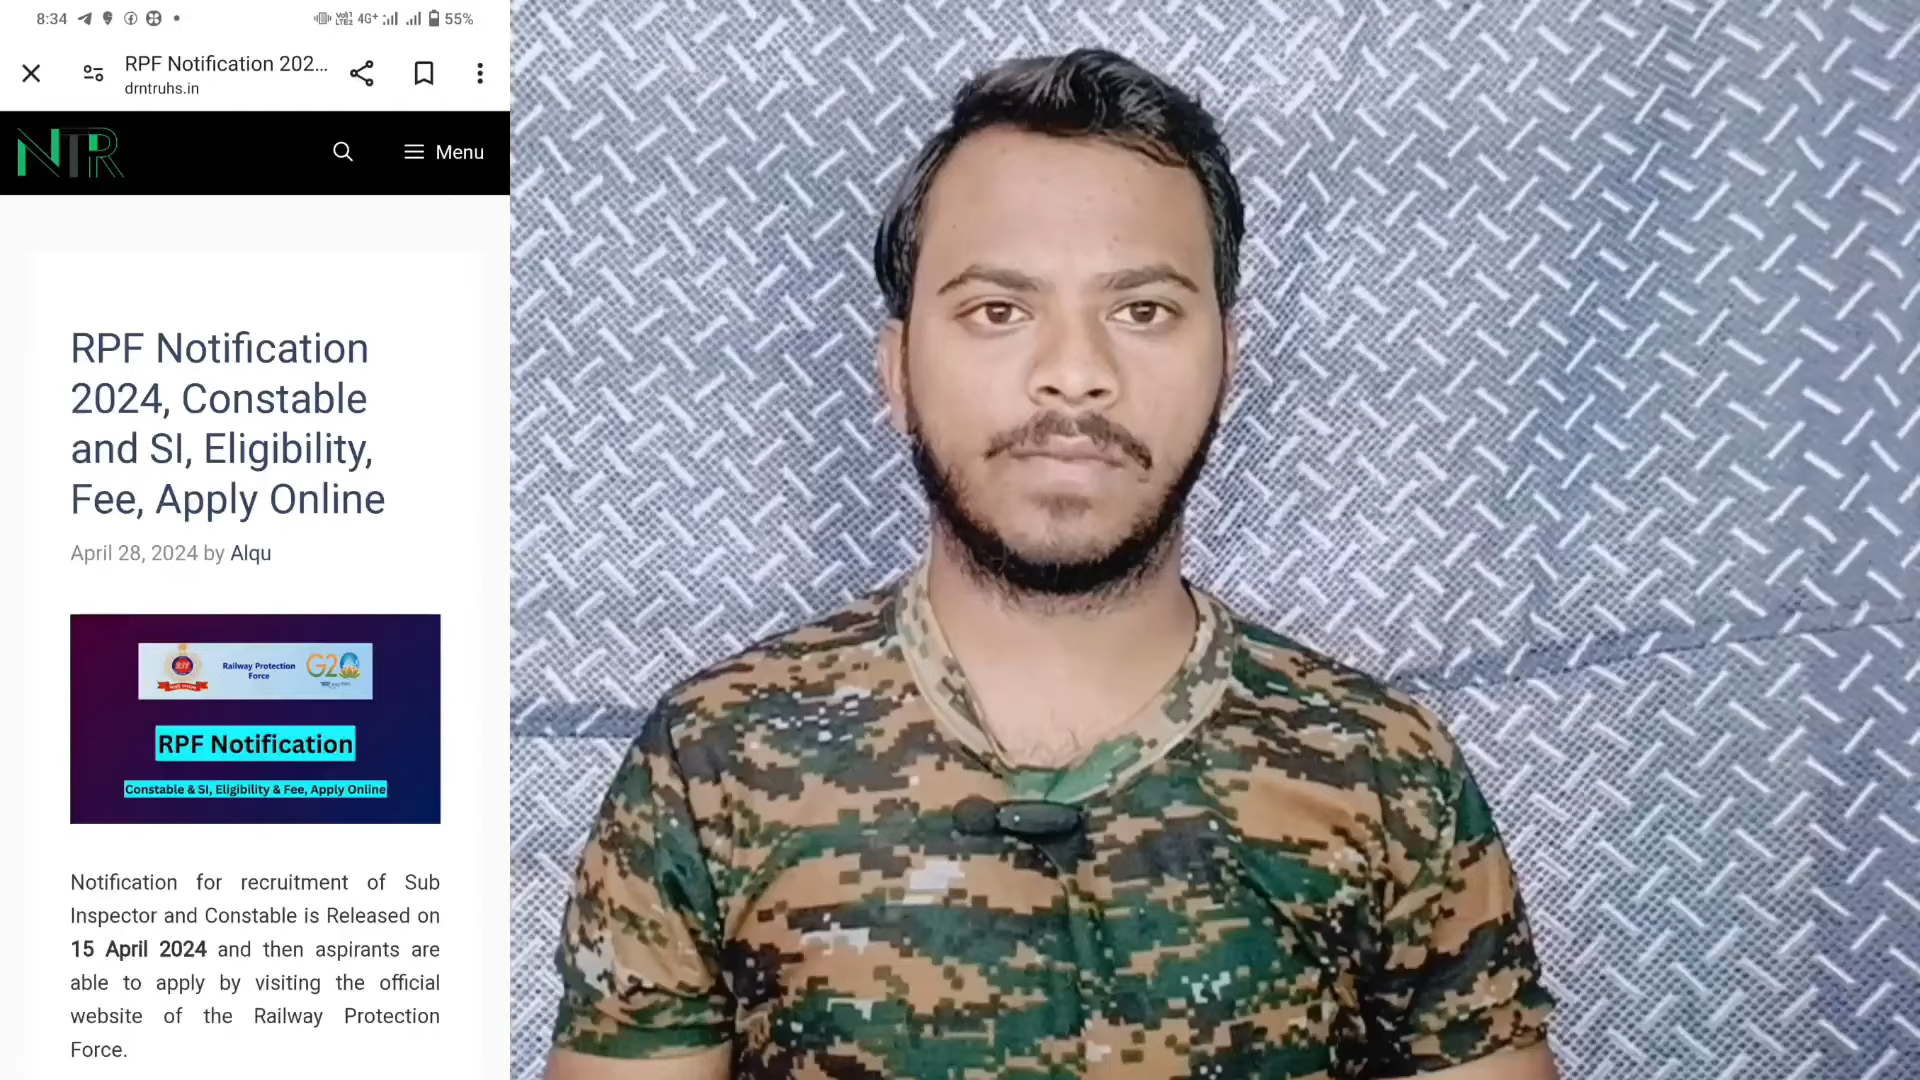 8:34
4G+
55%
RPF Notification 202...
drntruhs.in
NTR
Menu
RPF Notification
2024, Constable
and SI, Eligibility,
Fee, Apply Online
April 28, 2024 by Alqu
Railway Protection
Force
G20
RPF Notification
Constable & SI, Eligibility & Fee, Apply Online
Notification for recruitment of Sub
Inspector and Constable is Released on
15 April 2024 and then aspirants are
able to apply by visiting the official
website of the Railway Protection
Force.